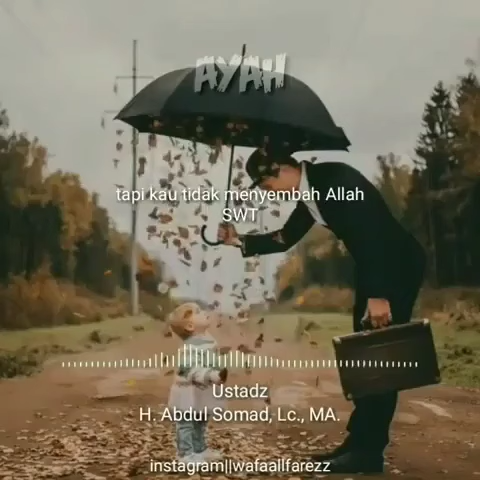 AYAH
tapi kau tidak menyembah Allah
SWT
Ustadz
H. Abdul Somad, Lc., MA.
instagram||wafaallfarezz